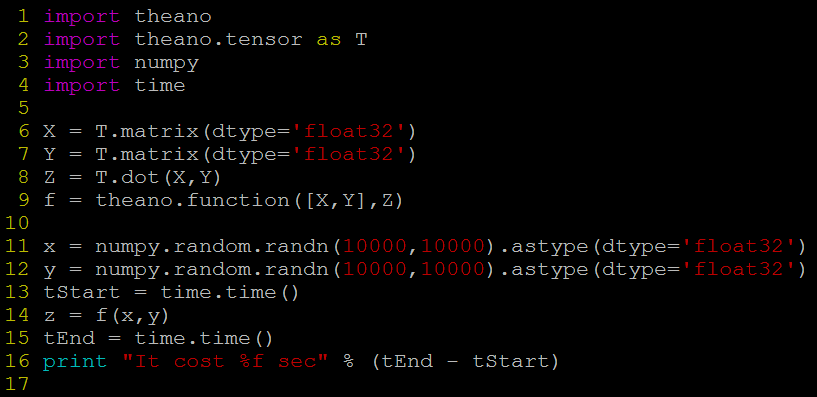 1 import theano
2 import theano.tensor as T
3 import numpy
4 import time
5
6 X = T.matrix(dtype='float32')
7 Y = T.matrix(dtype='float32')
8 Z = T.dot(X,Y)
9 f = theano.function([X,Y],Z)
10
11 x = numpy.random.randn(10000,10000).astype(dtype='float32')
12 y = numpy.random.randn(10000,10000).astype(dtype='float32')
13 tStart = time.time()
14 z = f(x,y)
15 tEnd = time.time()
16 print "It cost %f sec" % (tEnd - tStart)
17